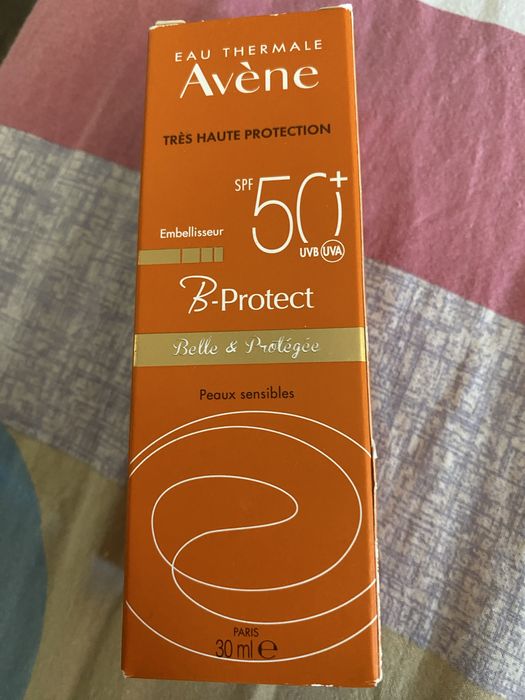 EAU THERMALE
Avène
TRÈS HAUTE PROTECTION
SPF 50+
Embellisseur
UVB UVA
B-Protect
Belle & Protégée
Peaux sensibles
PARIS
30 ml e